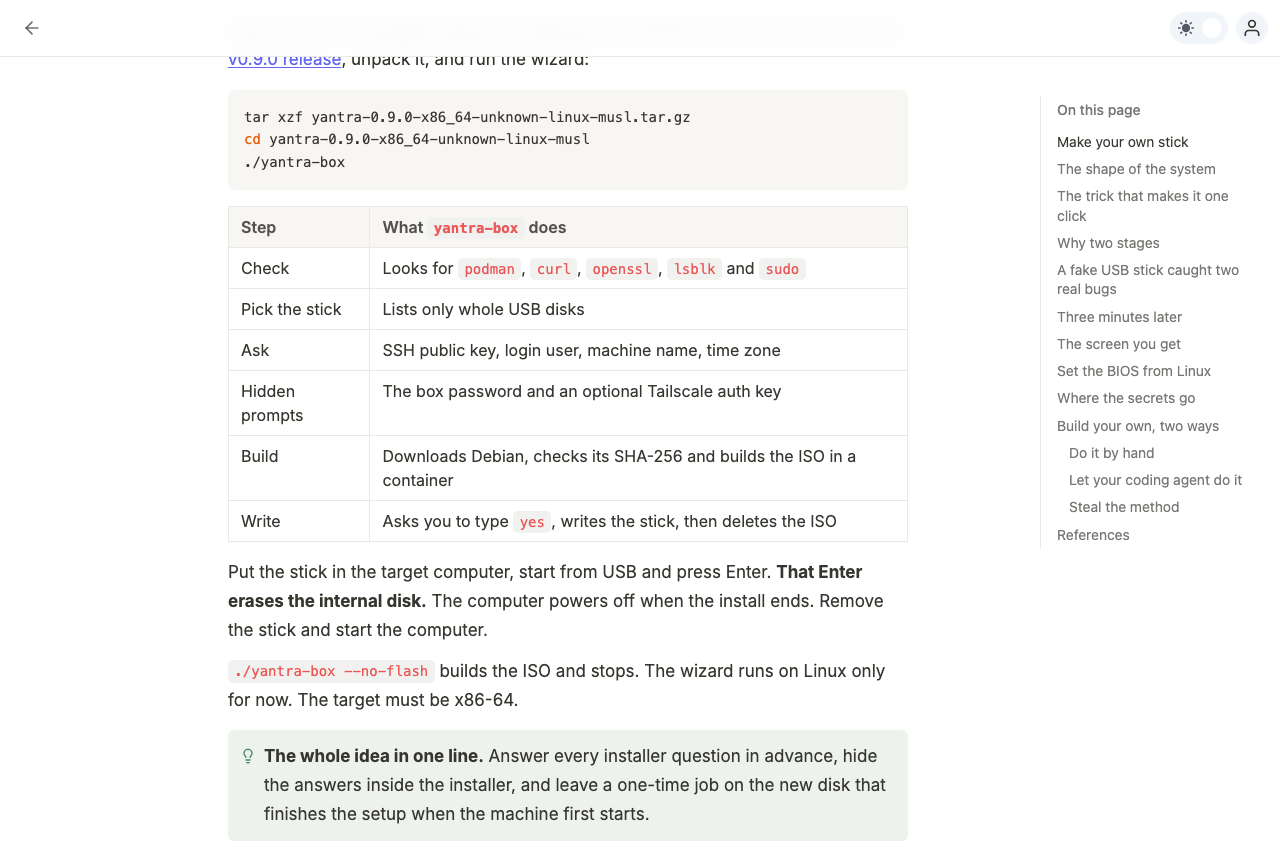 v0.9.0 release, unpack it, and run the wizard:
tar xzf yantra-0.9.0-x86_64-unknown-linux-musl.tar.gz
cd yantra-0.9.0-x86_64-unknown-linux-musl
./yantra-box
Step
What yantra-box does
Check
Looks for podman, curl, openssl, lsblk and sudo
Pick the stick
Lists only whole USB disks
Ask
SSH public key, login user, machine name, time zone
Hidden
prompts
The box password and an optional Tailscale auth key
Build
Downloads Debian, checks its SHA-256 and builds the ISO in a
container
Write
Asks you to type yes, writes the stick, then deletes the ISO
Put the stick in the target computer, start from USB and press Enter. That Enter
erases the internal disk. The computer powers off when the install ends. Remove
the stick and start the computer.
./yantra-box --no-flash builds the ISO and stops. The wizard runs on Linux only
for now. The target must be x86-64.
The whole idea in one line. Answer every installer question in advance, hide
the answers inside the installer, and leave a one-time job on the new disk that
finishes the setup when the machine first starts.
On this page
Make your own stick
The shape of the system
The trick that makes it one
click
Why two stages
A fake USB stick caught two
real bugs
Three minutes later
The screen you get
Set the BIOS from Linux
Where the secrets go
Build your own, two ways
Do it by hand
Let your coding agent do it
Steal the method
References